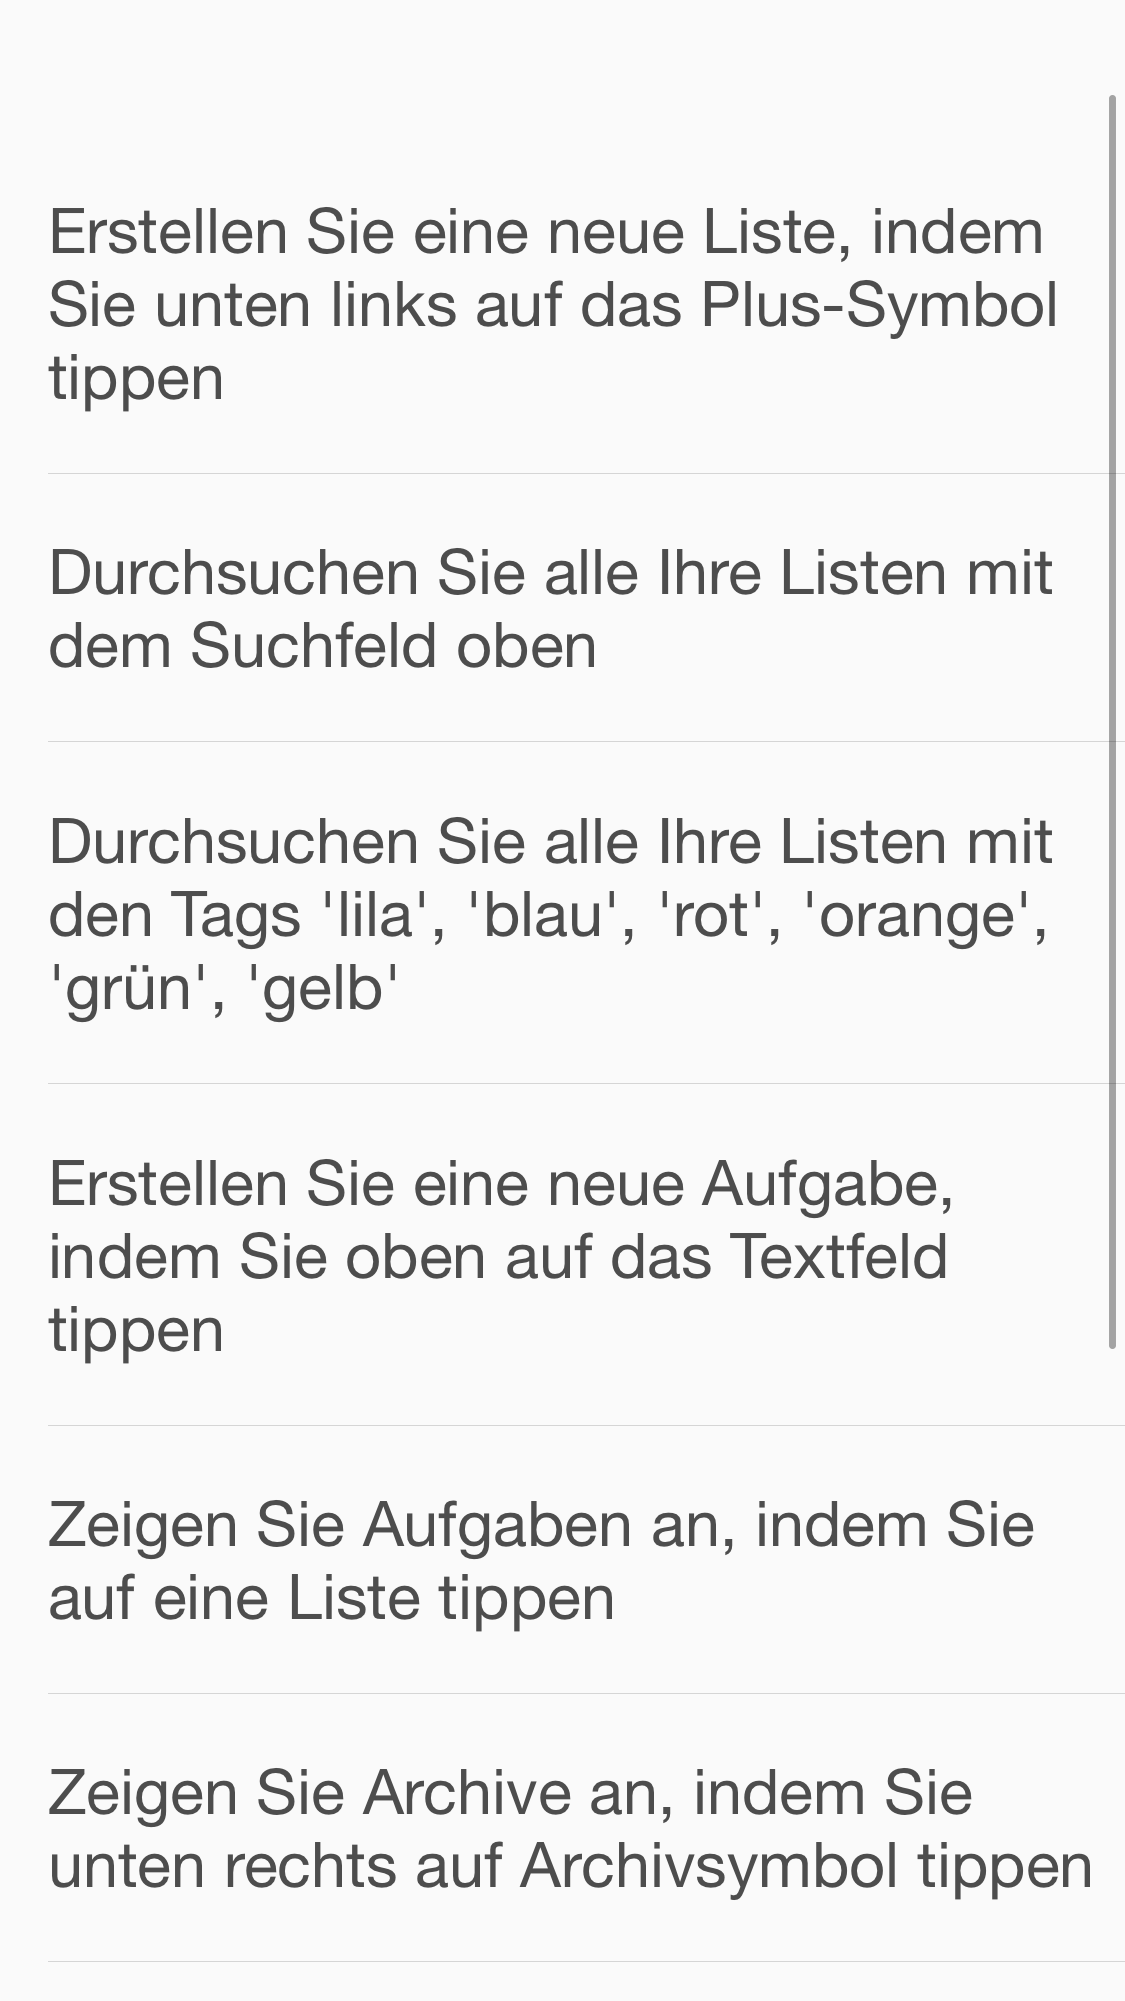 Erstellen Sie eine neue Liste, indem
Sie unten links auf das Plus-Symbol
tippen
Durchsuchen Sie alle Ihre Listen mit
dem Suchfeld oben
Durchsuchen Sie alle Ihre Listen mit
den Tags 'lila', 'blau', 'rot', 'orange',
'grün', 'gelb'
Erstellen Sie eine neue Aufgabe,
indem Sie oben auf das Textfeld
tippen
Zeigen Sie Aufgaben an, indem Sie
auf eine Liste tippen
Zeigen Sie Archive an, indem Sie
unten rechts auf Archivsymbol tippen